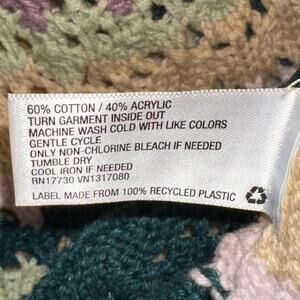 60% COTTON / 40% ACRYLIC
TURN GARMENT INSIDE OUT
MACHINE WASH COLD WITH LIKE COLORS
GENTLE CYCLE
ONLY NON-CHLORINE BLEACH IF NEEDED
TUMBLE DRY
COOL IRON IF NEEDED
RN17730 VN1317080
LABEL MADE FROM 100% RECYCLED PLASTIC